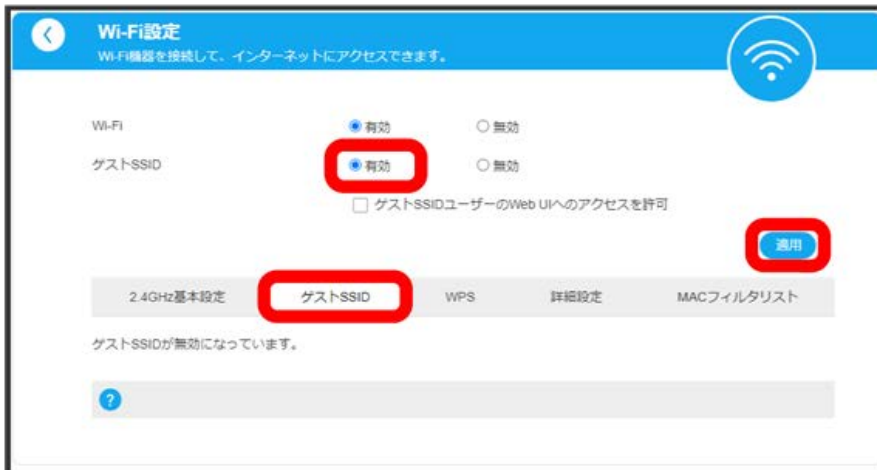 Wi-Fi設定
Wi-Fi機器を接続して、インターネットにアクセスできます。
Wi-Fi 有効 無効
ゲストSSID 有効 無効
ゲストSSIDユーザーのWeb UIへのアクセスを許可
適用
2.4GHz基本設定 ゲストSSID WPS 詳細設定 MACフィルタリスト
ゲストSSIDが無効になっています。
?